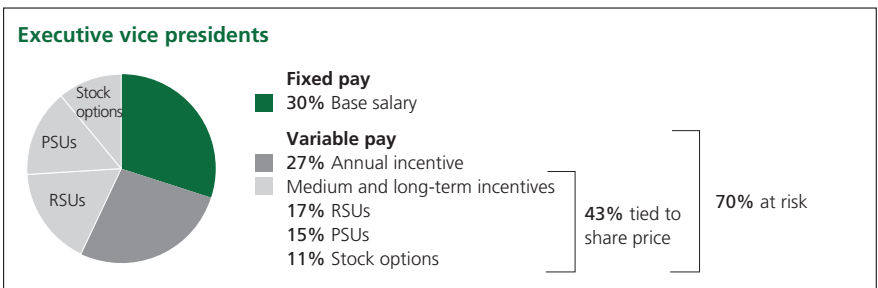 Executive vice presidents
Stock
options
PSUs
RSUs
Fixed pay
30% Base salary
Variable pay
27% Annual incentive
Medium and long-term incentives
17% RSUs
15% PSUs
11% Stock options
43% tied to
share price
70% at risk